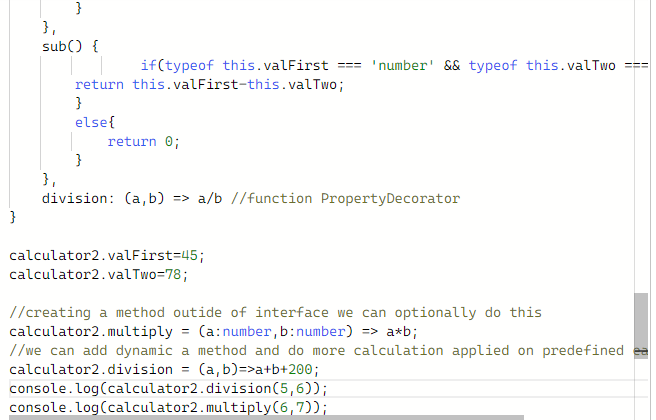 }
},
sub() {
if(typeof this.valFirst === 'number' && typeof this.valTwo ===
return this.valFirst-this.valTwo;
}
else{
return 0;
}
},
division: (a,b) => a/b //function PropertyDecorator
}
calculator2.valFirst=45;
calculator2.valTwo=78;
//creating a method outide of interface we can optionally do this
calculator2.multiply = (a:number,b:number) => a*b;
//we can add dynamic a method and do more calculation applied on predefined
calculator2.division = (a,b)=>a+b+200;
console.log(calculator2.division(5,6));
console.log(calculator2.multiply(6,7));